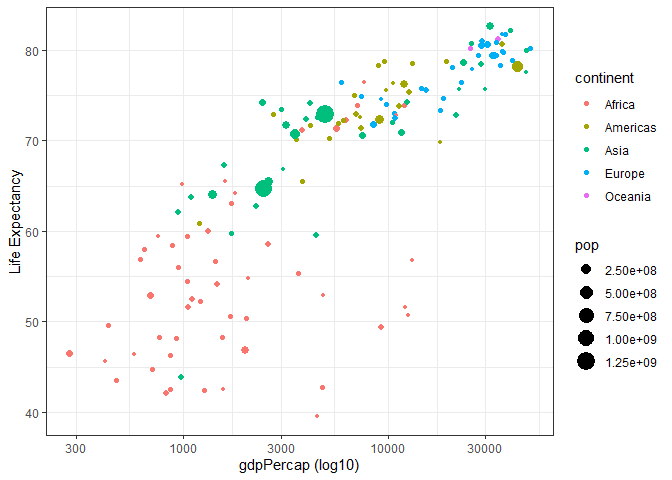 80
70
60
50
40
Life Expectancy
300
1000
3000
10000
30000
gdpPercap (log10)
continent
Africa
Americas
Asia
Europe
Oceania
pop
2.50e+08
5.00e+08
7.50e+08
1.00e+09
1.25e+09